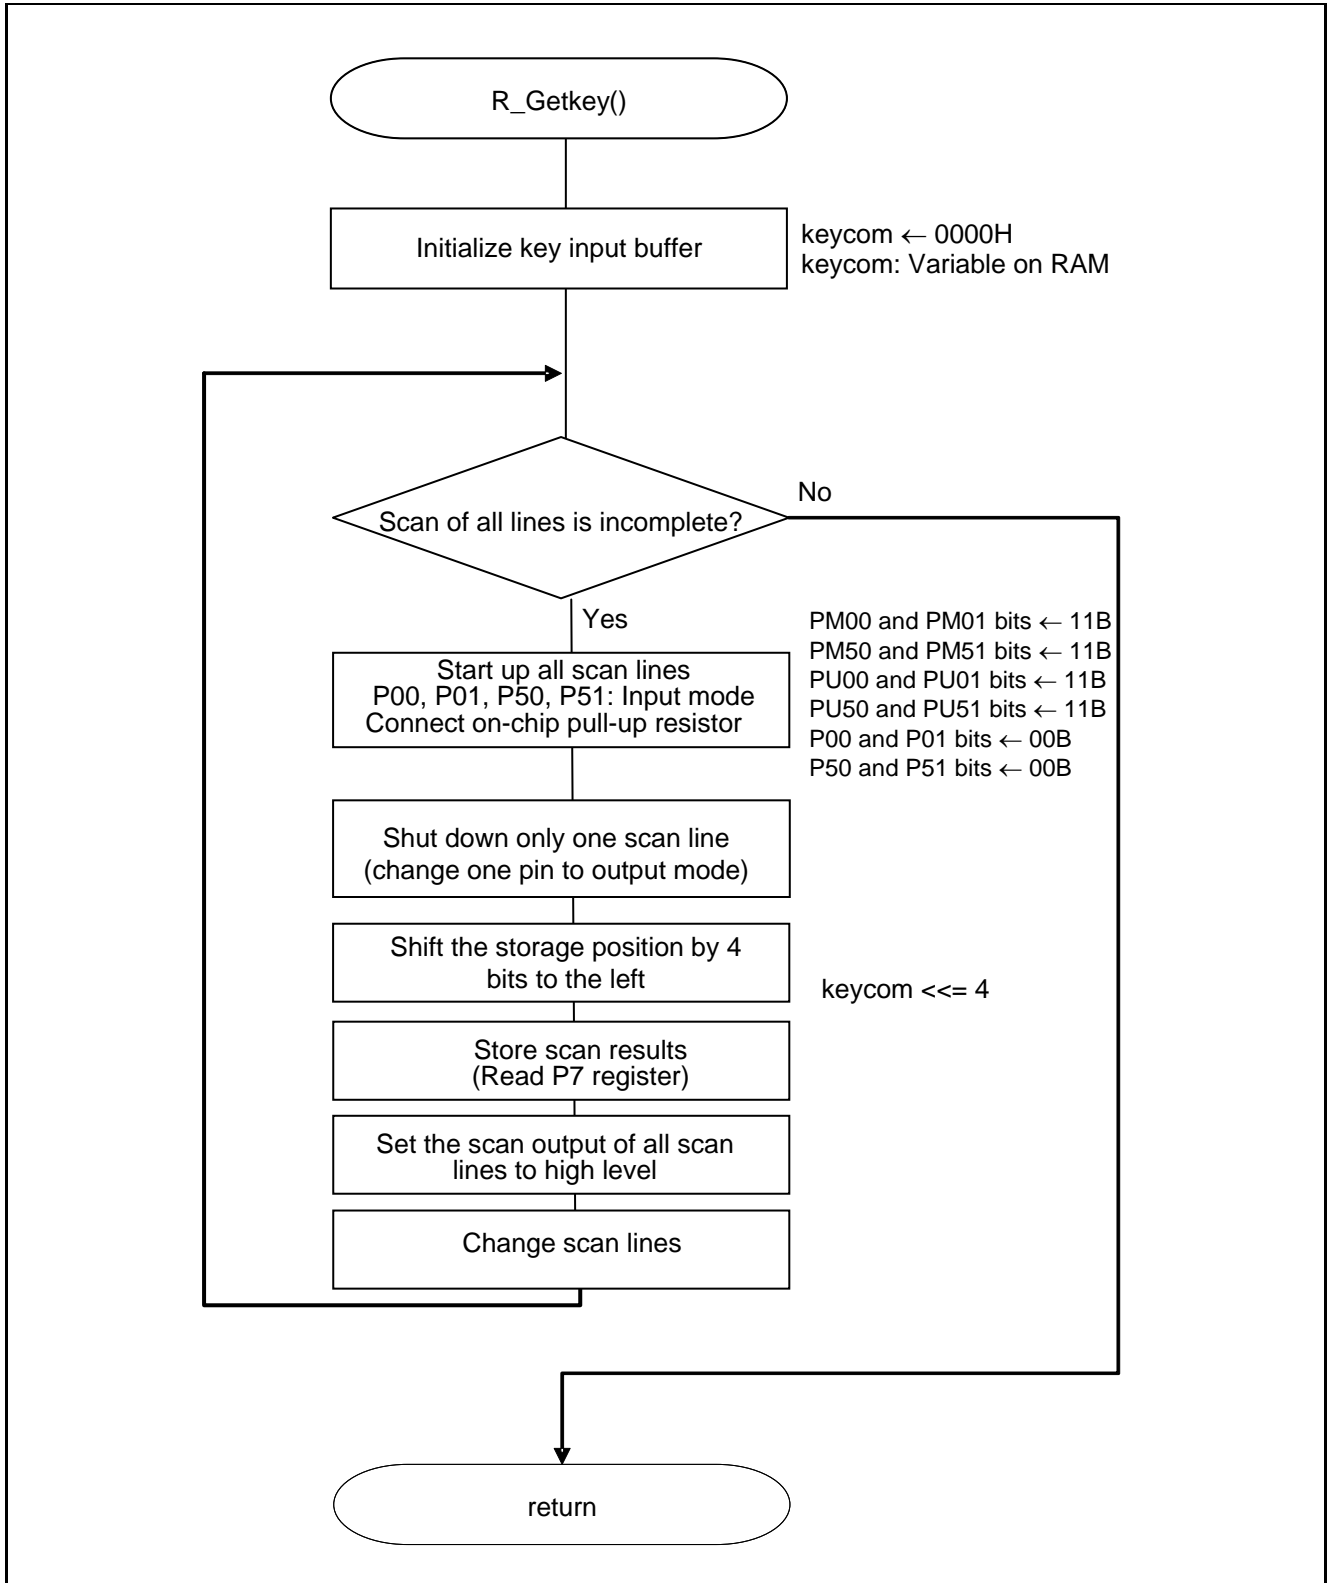 R_Getkey()
Initialize key input buffer
keycom ← 0000H
keycom: Variable on RAM
Scan of all lines is incomplete?
No
Yes
Start up all scan lines
P00, P01, P50, P51: Input mode
Connect on-chip pull-up resistor
PM00 and PM01 bits ← 11B
PM50 and PM51 bits ← 11B
PU00 and PU01 bits ← 11B
PU50 and PU51 bits ← 11B
P00 and P01 bits ← 00B
P50 and P51 bits ← 00B
Shut down only one scan line
(change one pin to output mode)
Shift the storage position by 4
bits to the left
keycom <<= 4
Store scan results
(Read P7 register)
Set the scan output of all scan
lines to high level
Change scan lines
return